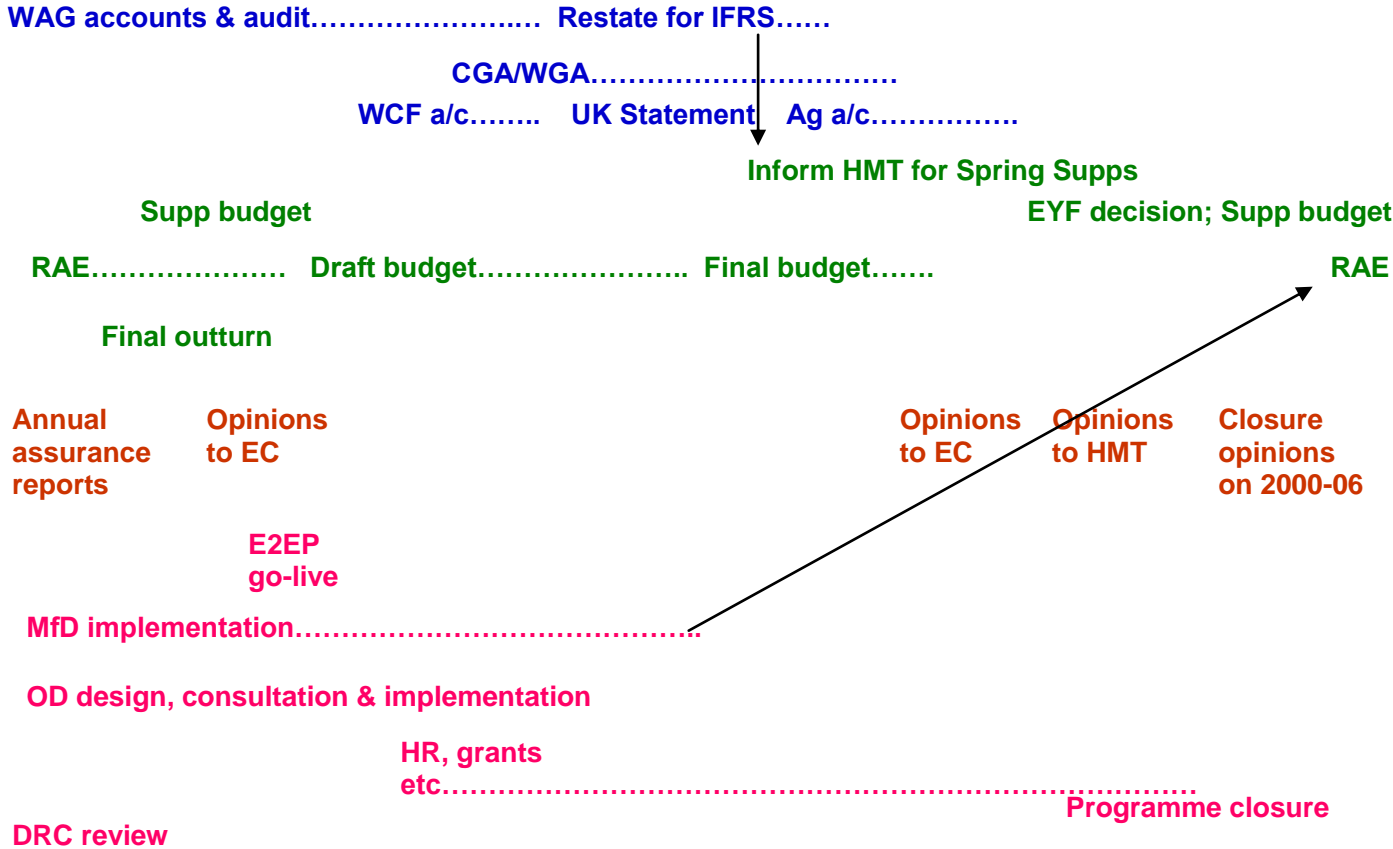 WAG accounts & audit…………………….… Restate for IFRS……
CGA/WGA……………………………
WCF a/c…….. UK Statement Ag a/c…………….
Inform HMT for Spring Supps
Supp budget EYF decision; Supp budget
RAE………………… Draft budget………………….. Final budget……. RAE
Final outturn
Annual
assurance
reports
Opinions
to EC
Opinions
to EC
Opinions
to HMT
Closure
opinions
on 2000-06
E2EP
go-live
MfD implementation……………………………………..
OD design, consultation & implementation
HR, grants
etc………………………………………………………………………
Programme closure
DRC review